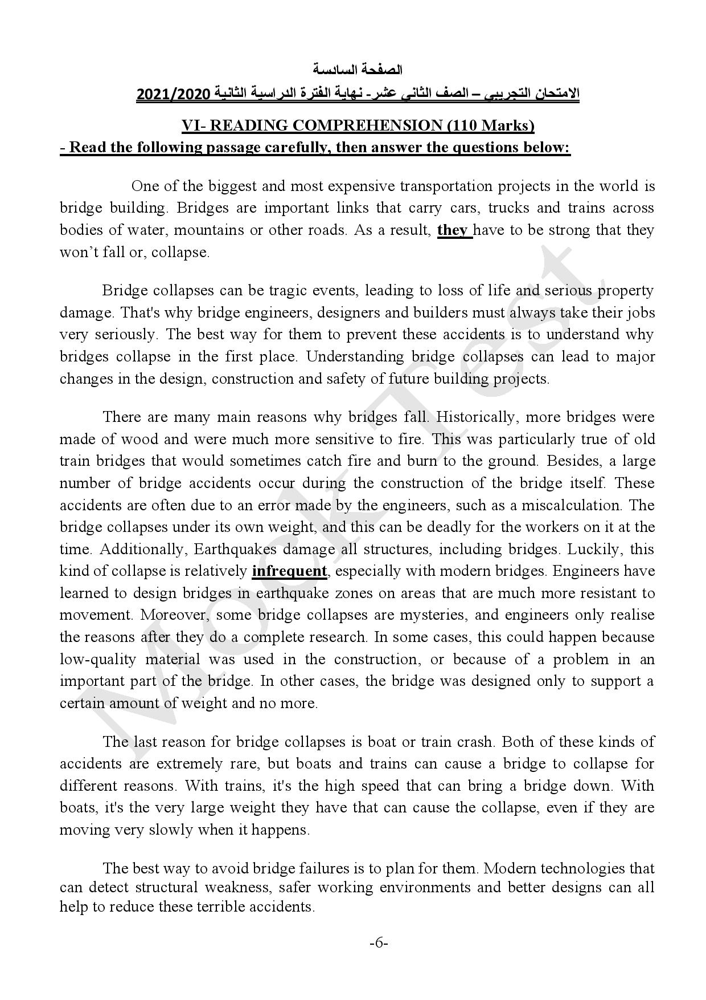 الصفحة السادسة
الامتحان التجريبي – الصف الثاني عشر- نهاية الفترة الدراسية الثانية 2021/2020
VI- READING COMPREHENSION (110 Marks)
- Read the following passage carefully, then answer the questions below:
One of the biggest and most expensive transportation projects in the world is
bridge building. Bridges are important links that carry cars, trucks and trains across
bodies of water, mountains or other roads. As a result, they have to be strong that they
won’t fall or, collapse.
Bridge collapses can be tragic events, leading to loss of life and serious property
damage. That's why bridge engineers, designers and builders must always take their jobs
very seriously. The best way for them to prevent these accidents is to understand why
bridges collapse in the first place. Understanding bridge collapses can lead to major
changes in the design, construction and safety of future building projects.
There are many main reasons why bridges fall. Historically, more bridges were
made of wood and were much more sensitive to fire. This was particularly true of old
train bridges that would sometimes catch fire and burn to the ground. Besides, a large
number of bridge accidents occur during the construction of the bridge itself. These
accidents are often due to an error made by the engineers, such as a miscalculation. The
bridge collapses under its own weight, and this can be deadly for the workers on it at the
time. Additionally, Earthquakes damage all structures, including bridges. Luckily, this
kind of collapse is relatively infrequent, especially with modern bridges. Engineers have
learned to design bridges in earthquake zones on areas that are much more resistant to
movement. Moreover, some bridge collapses are mysteries, and engineers only realise
the reasons after they do a complete research. In some cases, this could happen because
low-quality material was used in the construction, or because of a problem in an
important part of the bridge. In other cases, the bridge was designed only to support a
certain amount of weight and no more.
The last reason for bridge collapses is boat or train crash. Both of these kinds of
accidents are extremely rare, but boats and trains can cause a bridge to collapse for
different reasons. With trains, it's the high speed that can bring a bridge down. With
boats, it's the very large weight they have that can cause the collapse, even if they are
moving very slowly when it happens.
The best way to avoid bridge failures is to plan for them. Modern technologies that
can detect structural weakness, safer working environments and better designs can all
help to reduce these terrible accidents.
-6-
Mock Test